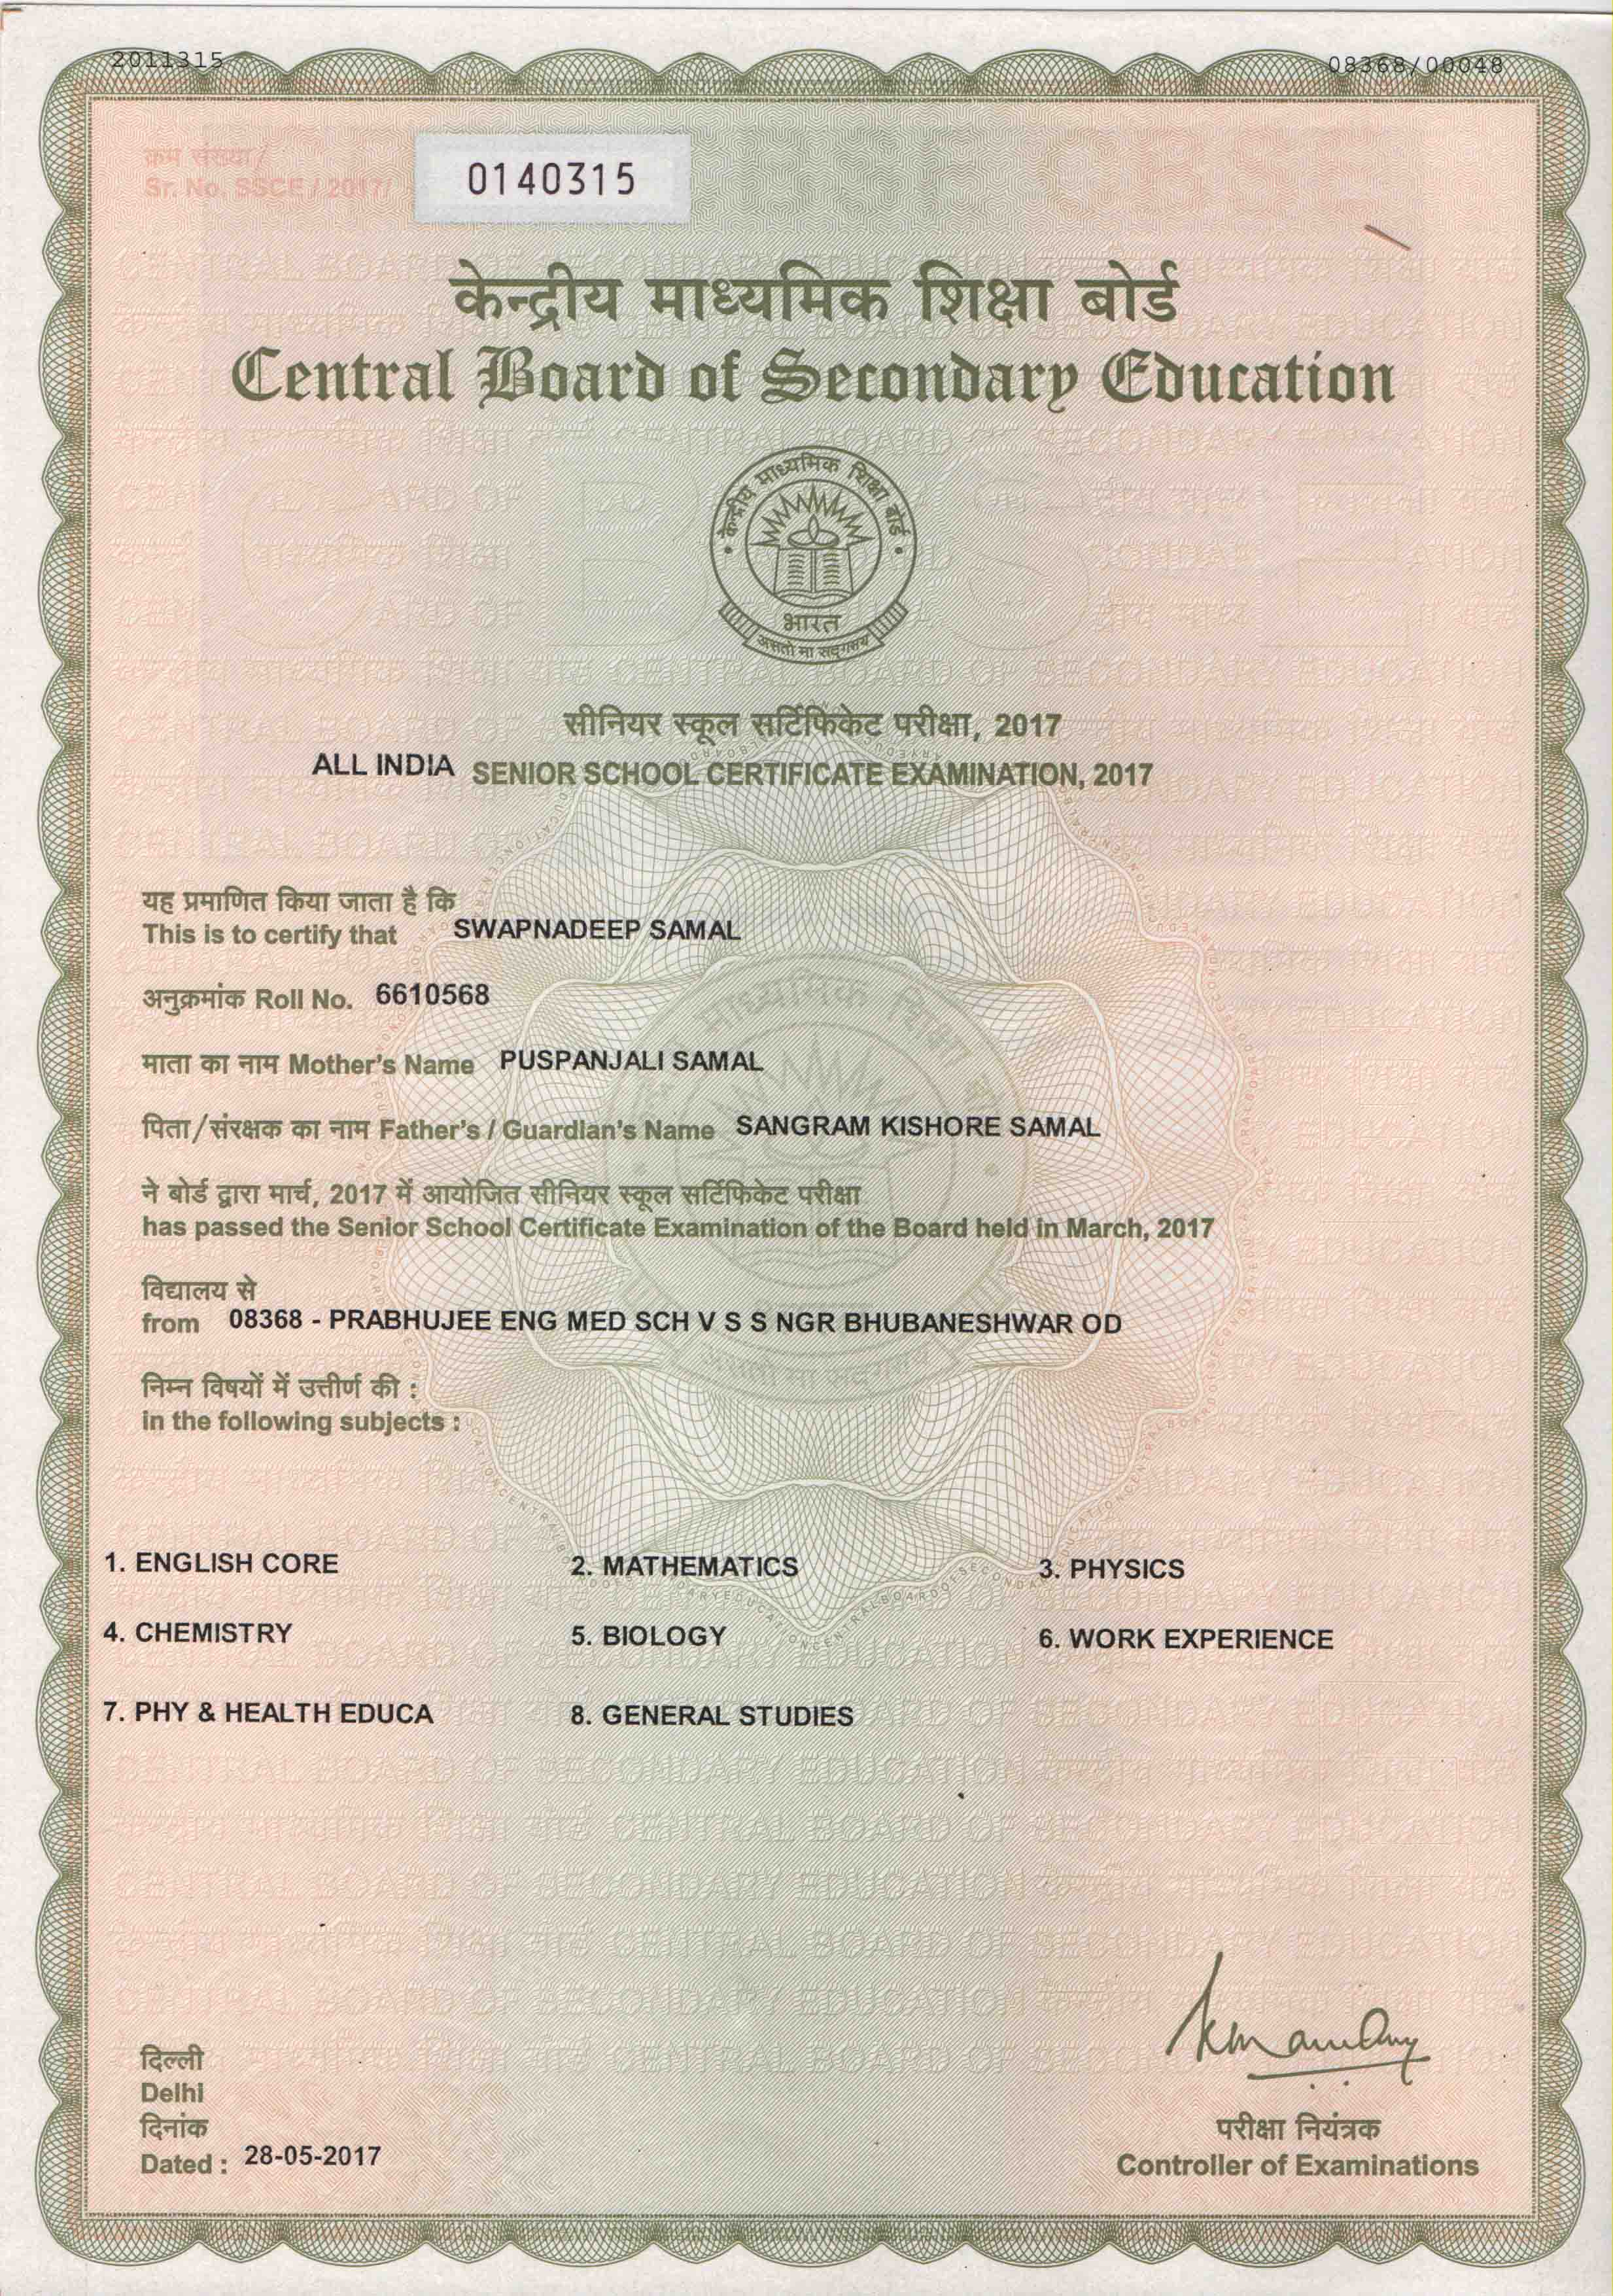 2011315
08368/00048
क्रम संख्या /
Sr. No. SSCE / 2017/ 0140315
केन्द्रीय माध्यमिक शिक्षा बोर्ड
Central Board of Secondary Education
केन्द्रीय माध्यमिक शिक्षा बोर्ड
भारत
असतो मा सद्गमय
सीनियर स्कूल सर्टिफिकेट परीक्षा, 2017
ALL INDIA SENIOR SCHOOL CERTIFICATE EXAMINATION, 2017
यह प्रमाणित किया जाता है कि
This is to certify that SWAPNADEEP SAMAL
अनुक्रमांक Roll No. 6610568
माता का नाम Mother's Name PUSPANJALI SAMAL
पिता/संरक्षक का नाम Father's / Guardian's Name SANGRAM KISHORE SAMAL
ने बोर्ड द्वारा मार्च, 2017 में आयोजित सीनियर स्कूल सर्टिफिकेट परीक्षा
has passed the Senior School Certificate Examination of the Board held in March, 2017
विद्यालय से
from 08368 - PRABHUJEE ENG MED SCH V S S NGR BHUBANESHWAR OD
निम्न विषयों में उत्तीर्ण की :
in the following subjects :
1. ENGLISH CORE 2. MATHEMATICS 3. PHYSICS
4. CHEMISTRY 5. BIOLOGY 6. WORK EXPERIENCE
7. PHY & HEALTH EDUCA 8. GENERAL STUDIES
दिल्ली
Delhi
दिनांक
Dated : 28-05-2017
परीक्षा नियंत्रक
Controller of Examinations